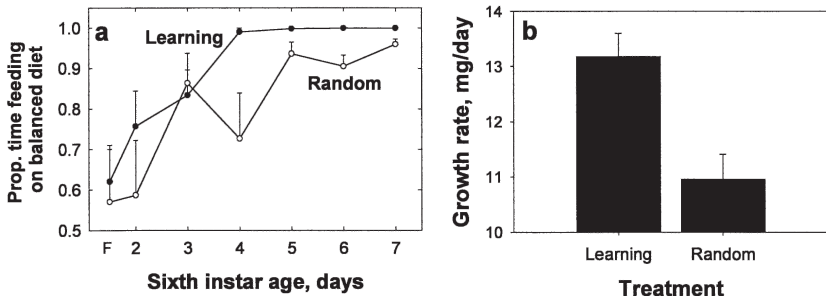 a
Learning
Random
Prop. time feeding
on balanced diet
1.0
0.9
0.8
0.7
0.6
0.5
F 2 3 4 5 6 7
Sixth instar age, days
b
Growth rate, mg/day
14
13
12
11
10
Learning Random
Treatment